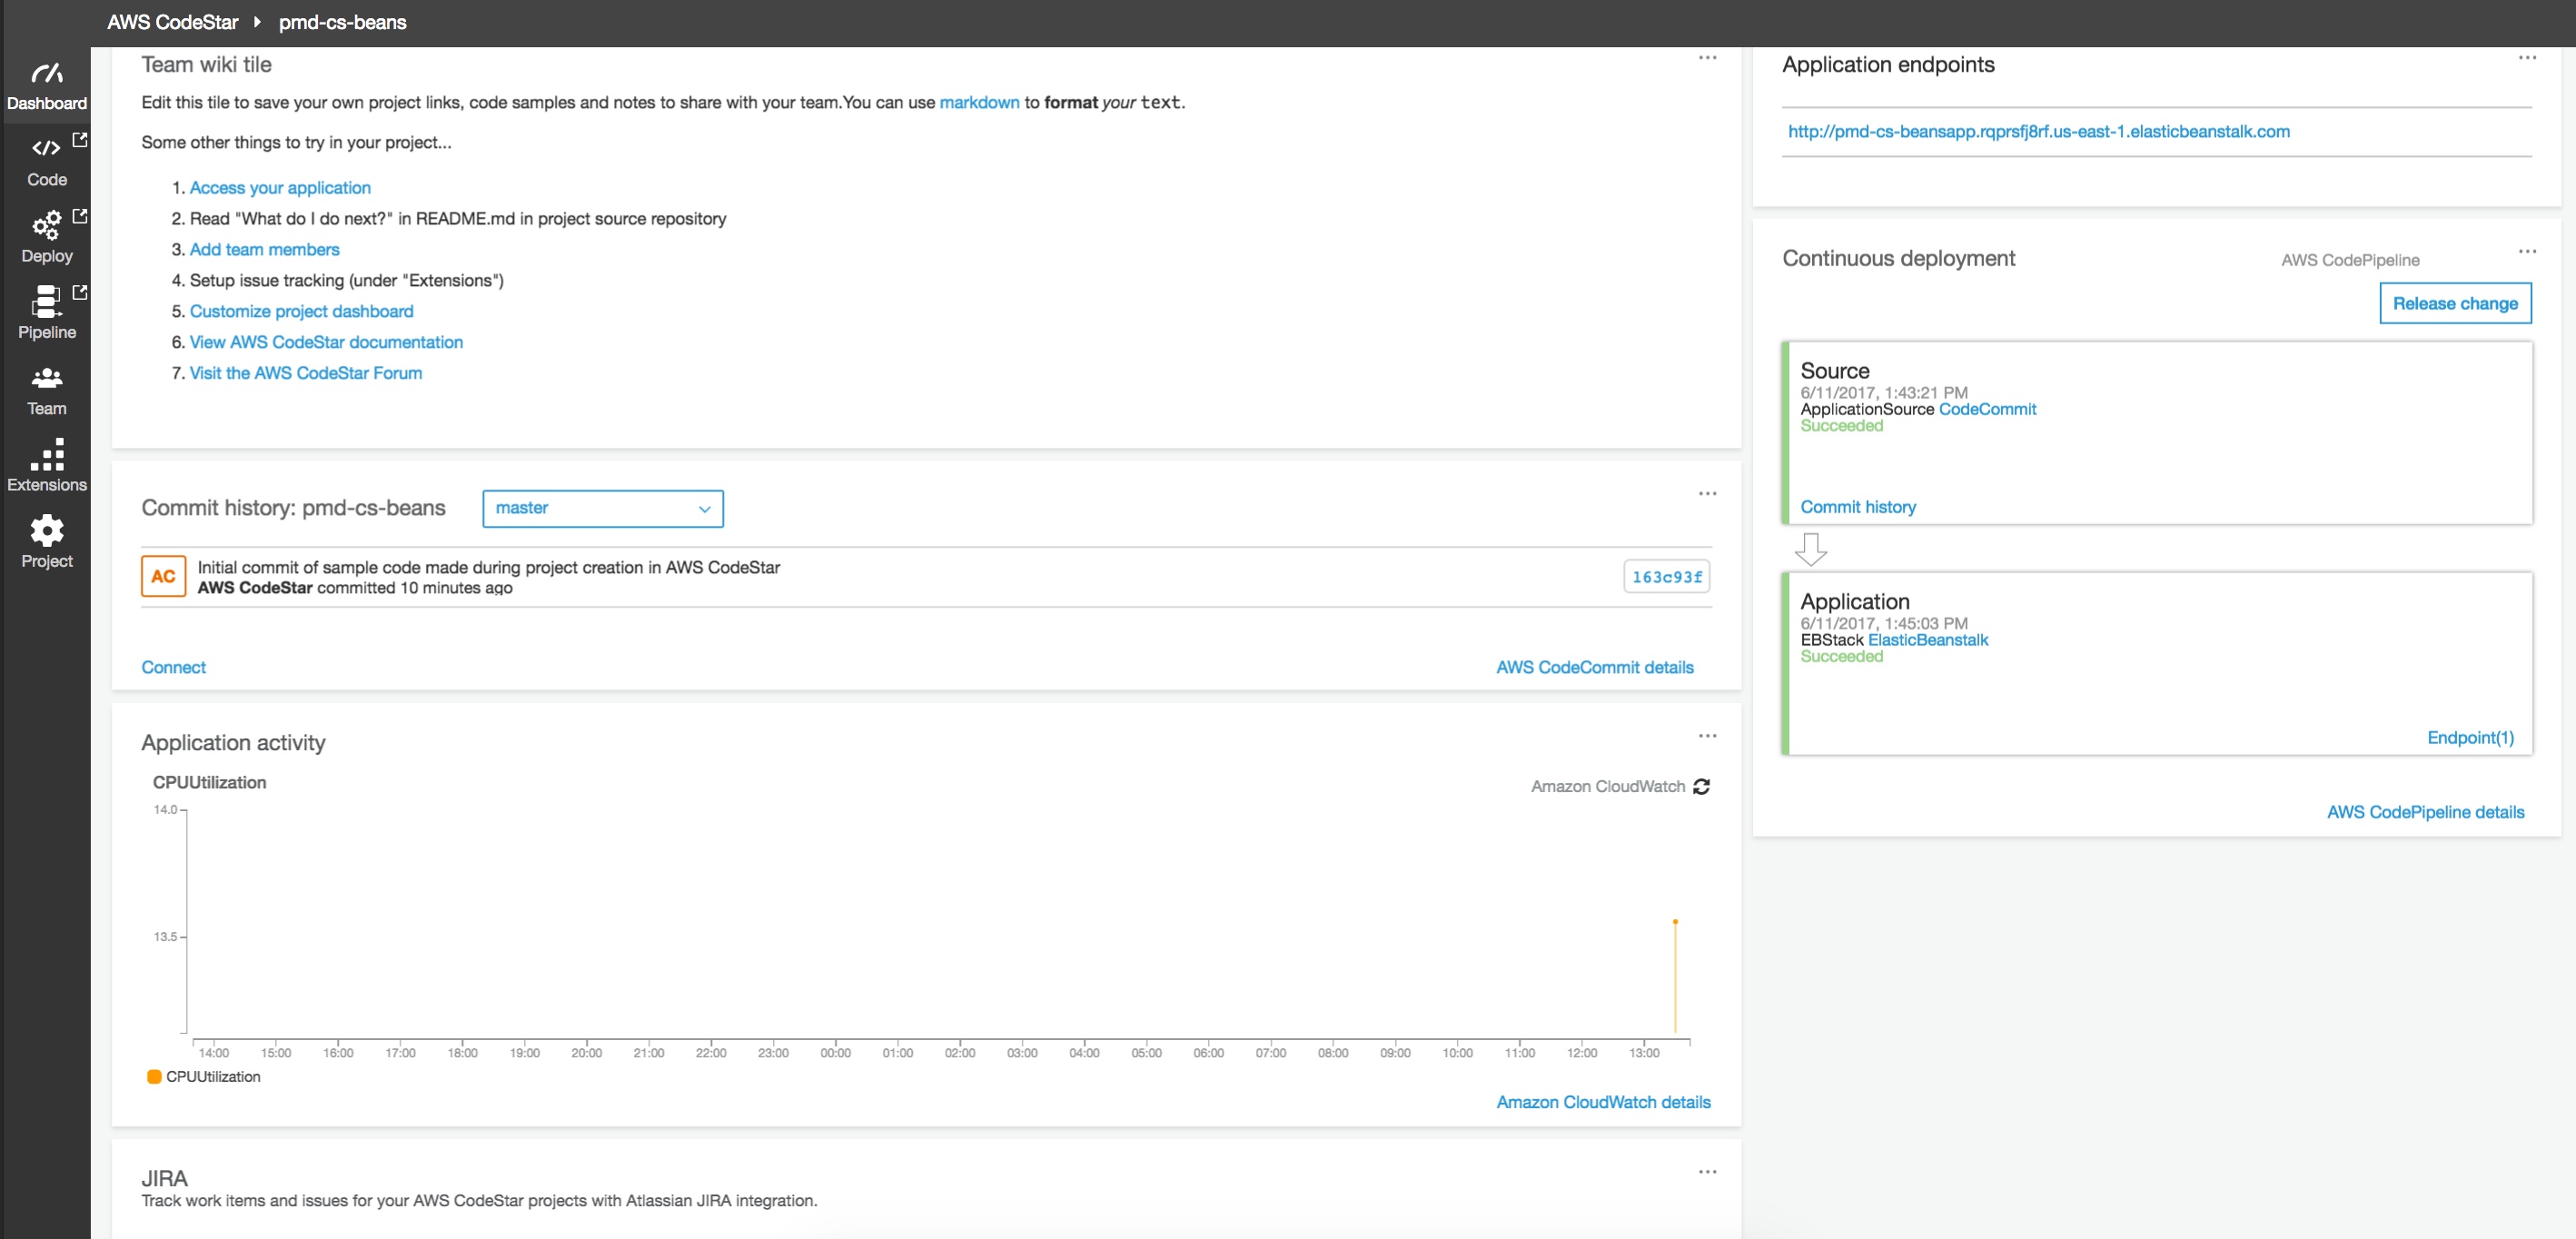 AWS CodeStar pmd-cs-beans
Dashboard
Code
Deploy
Pipeline
Team
Extensions
Project
Team wiki tile
Edit this tile to save your own project links, code samples and notes to share with your team.You can use markdown to format your text.
Some other things to try in your project...
1. Access your application
2. Read "What do I do next?" in README.md in project source repository
3. Add team members
4. Setup issue tracking (under "Extensions")
5. Customize project dashboard
6. View AWS CodeStar documentation
7. Visit the AWS CodeStar Forum
Commit history: pmd-cs-beans master
AC
Initial commit of sample code made during project creation in AWS CodeStar
AWS CodeStar committed 10 minutes ago
163c93f
Connect
AWS CodeCommit details
Application activity
CPUUtilization
Amazon CloudWatch
14.0
13.5
14:00 15:00 16:00 17:00 18:00 19:00 20:00 21:00 22:00 23:00 00:00 01:00 02:00 03:00 04:00 05:00 06:00 07:00 08:00 09:00 10:00 11:00 12:00 13:00
CPUUtilization
Amazon CloudWatch details
JIRA
Track work items and issues for your AWS CodeStar projects with Atlassian JIRA integration.
Application endpoints
http://pmd-cs-beansapp.rqprsfj8rf.us-east-1.elasticbeanstalk.com
Continuous deployment
AWS CodePipeline
Release change
Source
6/11/2017, 1:43:21 PM
ApplicationSource CodeCommit
Succeeded
Commit history
Application
6/11/2017, 1:45:03 PM
EBStack ElasticBeanstalk
Succeeded
Endpoint(1)
AWS CodePipeline details